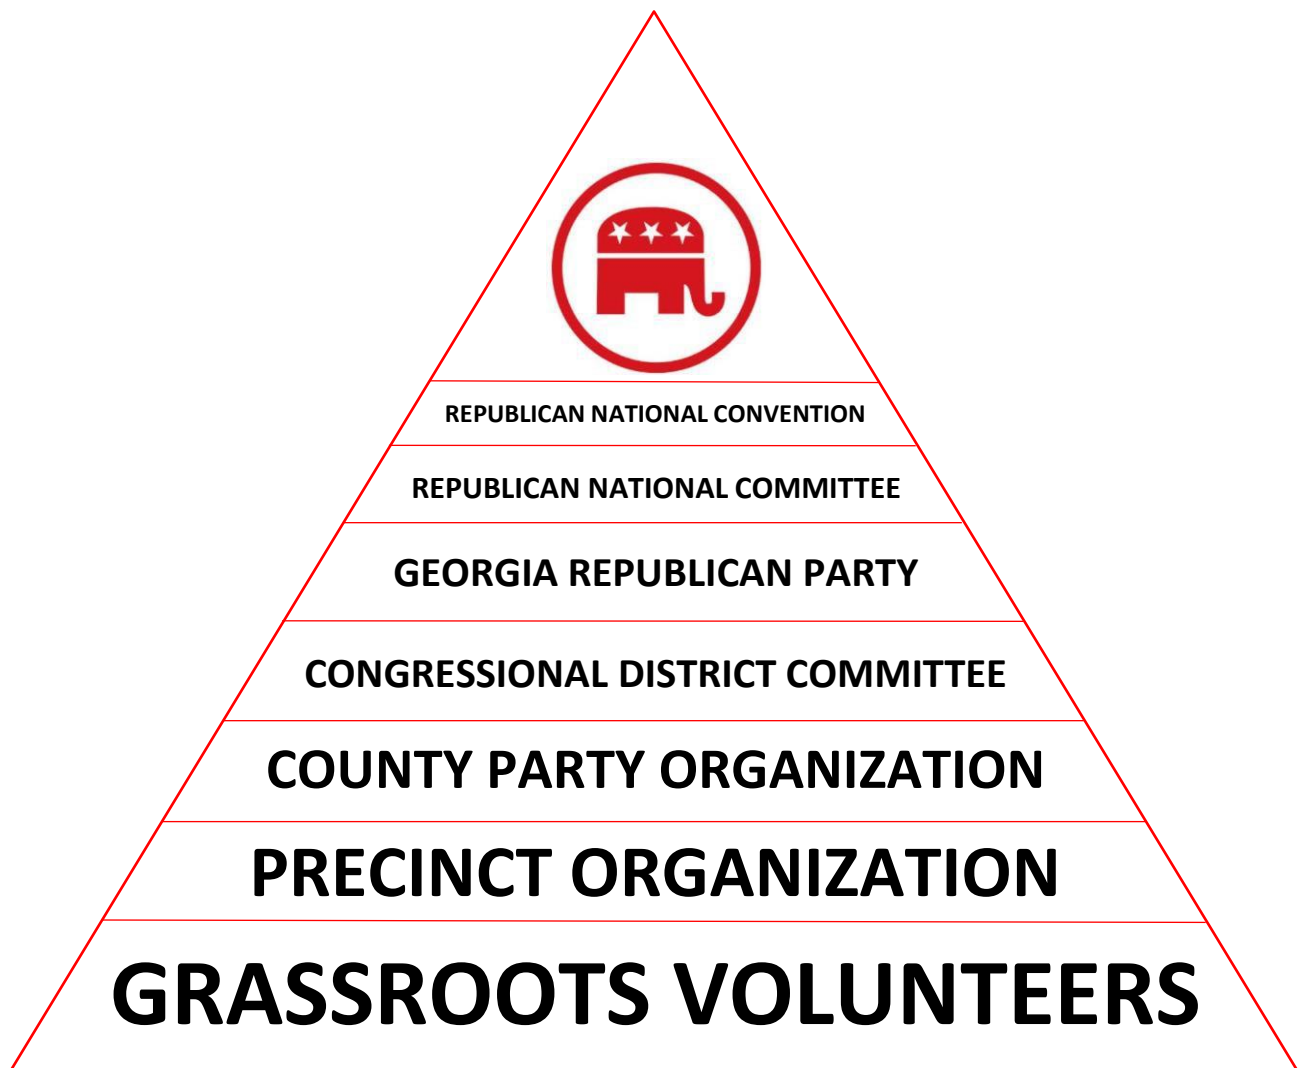 REPUBLICAN NATIONAL CONVENTION
REPUBLICAN NATIONAL COMMITTEE
GEORGIA REPUBLICAN PARTY
CONGRESSIONAL DISTRICT COMMITTEE
COUNTY PARTY ORGANIZATION
PRECINCT ORGANIZATION
GRASSROOTS VOLUNTEERS